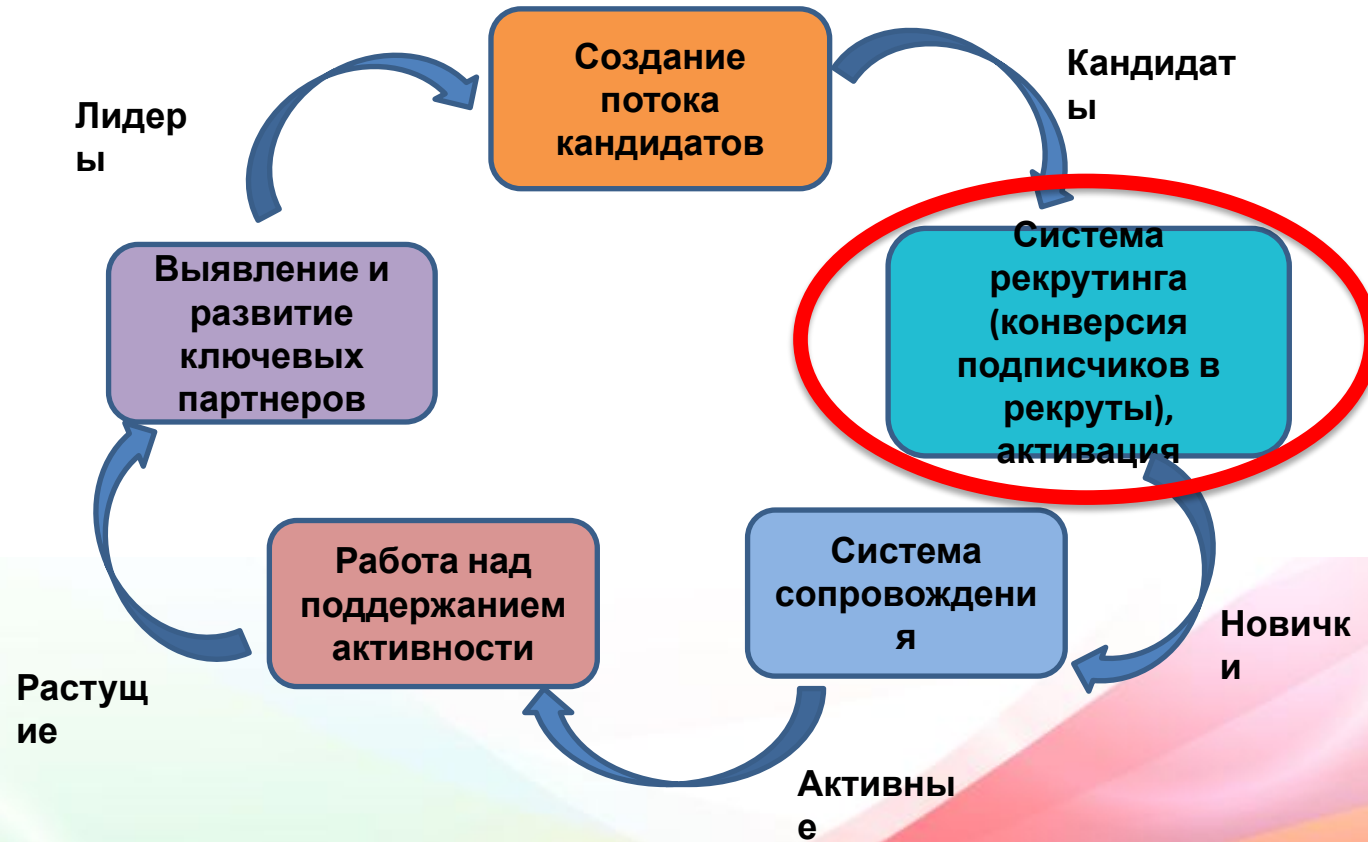 Создание
потока
кандидатов
Кандидат
ы
Система
рекрутинга
(конверсия
подписчиков в
рекруты),
активация
Новичк
и
Система
сопровождени
я
Активны
е
Работа над
поддержанием
активности
Растущ
ие
Выявление и
развитие
ключевых
партнеров
Лидер
ы